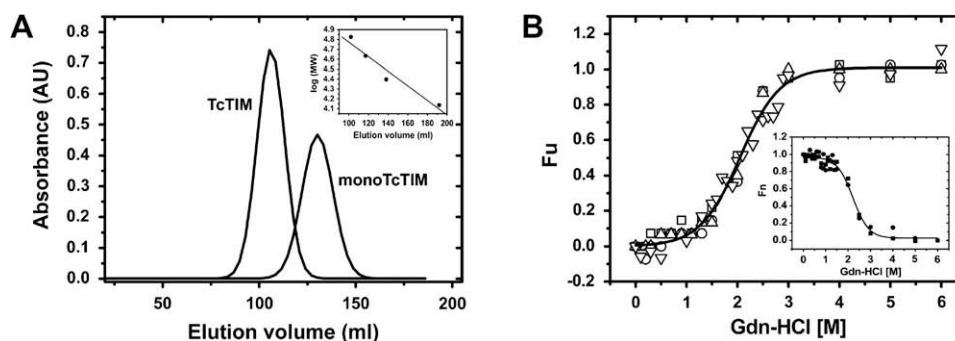 A
Absorbance (AU)
0.8
0.7
0.6
0.5
0.4
0.3
0.2
0.1
0.0
TcTIM
monoTcTIM
50
100
150
200
Elution volume (ml)
log (MW)
4.9
4.8
4.7
4.6
4.5
4.4
4.3
4.2
4.1
100 120 140 160 180 200
Elution volume (ml)
B
Fu
1.2
1.0
0.8
0.6
0.4
0.2
0.0
-0.2
0 1 2 3 4 5 6
Gdn-HCl [M]
Fn
1.0
0.8
0.6
0.4
0.2
0.0
0 1 2 3 4 5 6
Gdn-HCl [M]